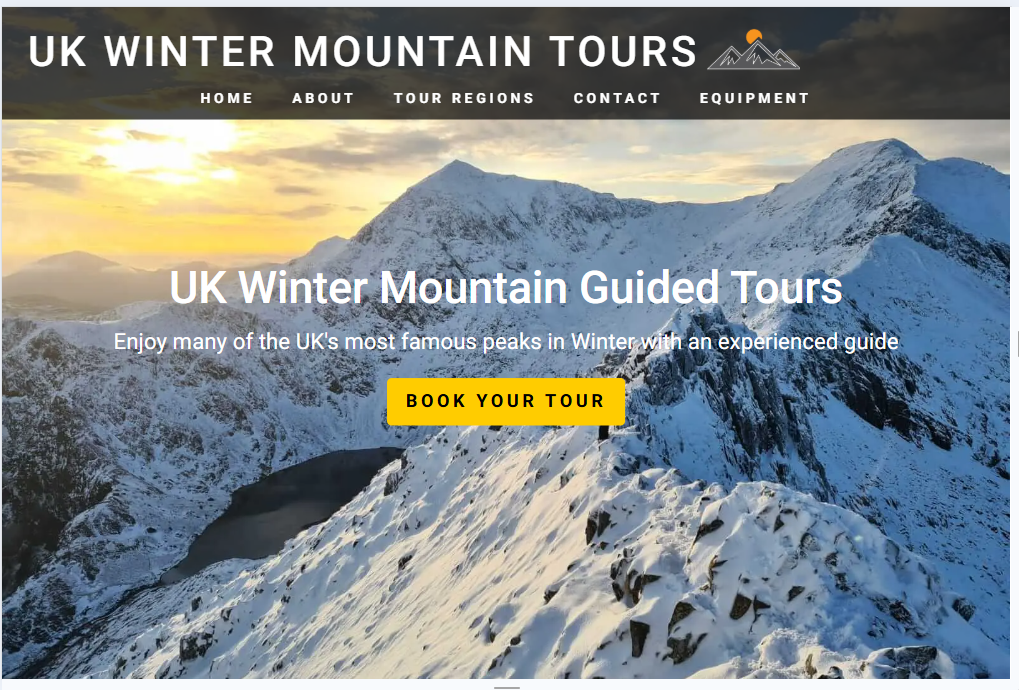 UK WINTER MOUNTAIN TOURS
HOME ABOUT TOUR REGIONS CONTACT EQUIPMENT
UK Winter Mountain Guided Tours
Enjoy many of the UK's most famous peaks in Winter with an experienced guide
BOOK YOUR TOUR